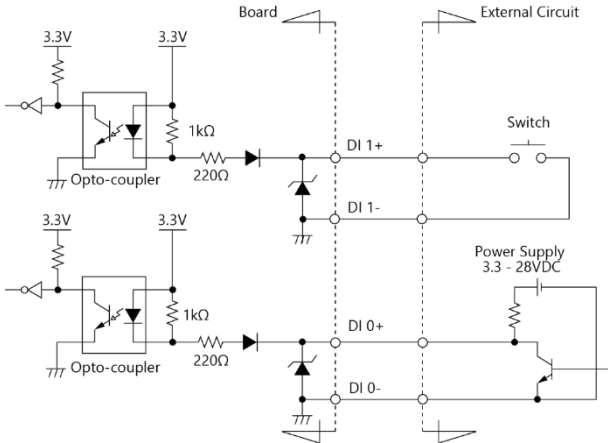 Board
External Circuit
3.3V
3.3V
1kΩ
Switch
DI 1+
Opto-coupler
220Ω
DI 1-
3.3V
3.3V
Power Supply
3.3 - 28VDC
1kΩ
DI 0+
Opto-coupler
220Ω
DI 0-